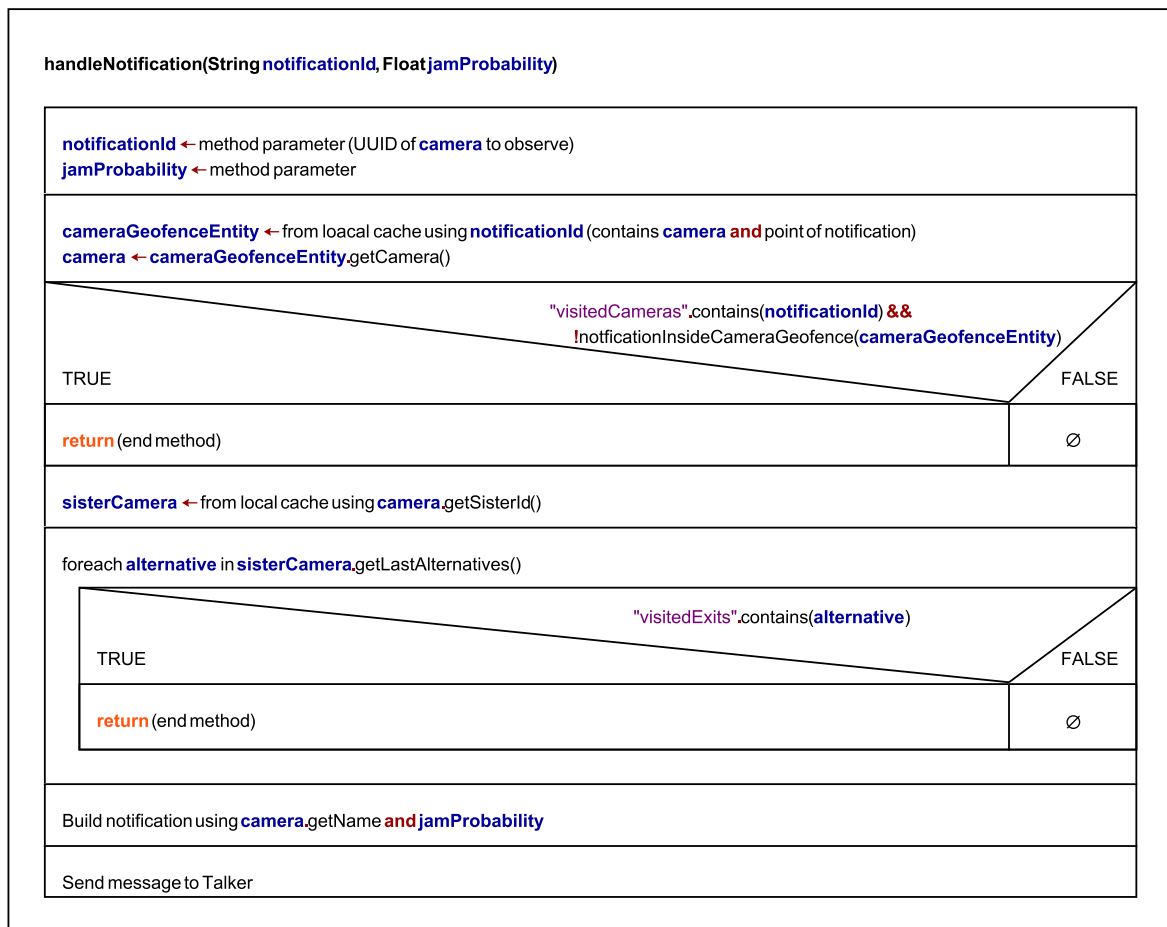 handleNotification(String notificationId, Float jamProbability)
notificationId ← method parameter (UUID of camera to observe)
jamProbability ← method parameter
cameraGeofenceEntity ← from loacal cache using notificationId (contains camera and point of notification)
camera ← cameraGeofenceEntity.getCamera()
"visitedCameras".contains(notificationId) &&
!notficationInsideCameraGeofence(cameraGeofenceEntity)
TRUE
FALSE
return (end method)
∅
sisterCamera ← from local cache using camera.getSisterId()
foreach alternative in sisterCamera.getLastAlternatives()
"visitedExits".contains(alternative)
TRUE
FALSE
return (end method)
∅
Build notification using camera.getName and jamProbability
Send message to Talker